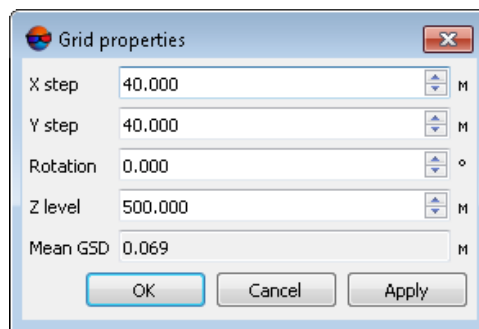 Grid properties
X step 40.000 м
Y step 40.000 м
Rotation 0.000 °
Z level 500.000 м
Mean GSD 0.069 м
OK Cancel Apply